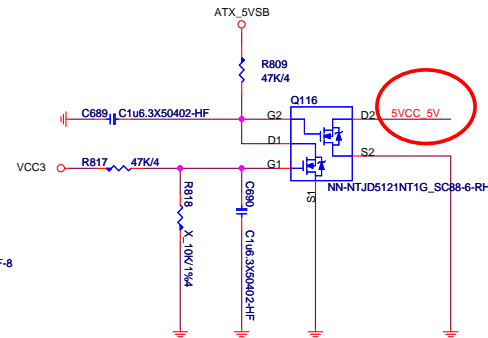 ATX_5VSB
R809
47K/4
Q116
C689
C1u6.3X50402-HF
G2
D2
5VCC_5V
D1
S2
VCC3
R817
47K/4
G1
NN-NTJD5121NT1G_SC88-6-RH
R818
X_10K/1%4
C690
C1u6.3X50402-HF
S1
F-8